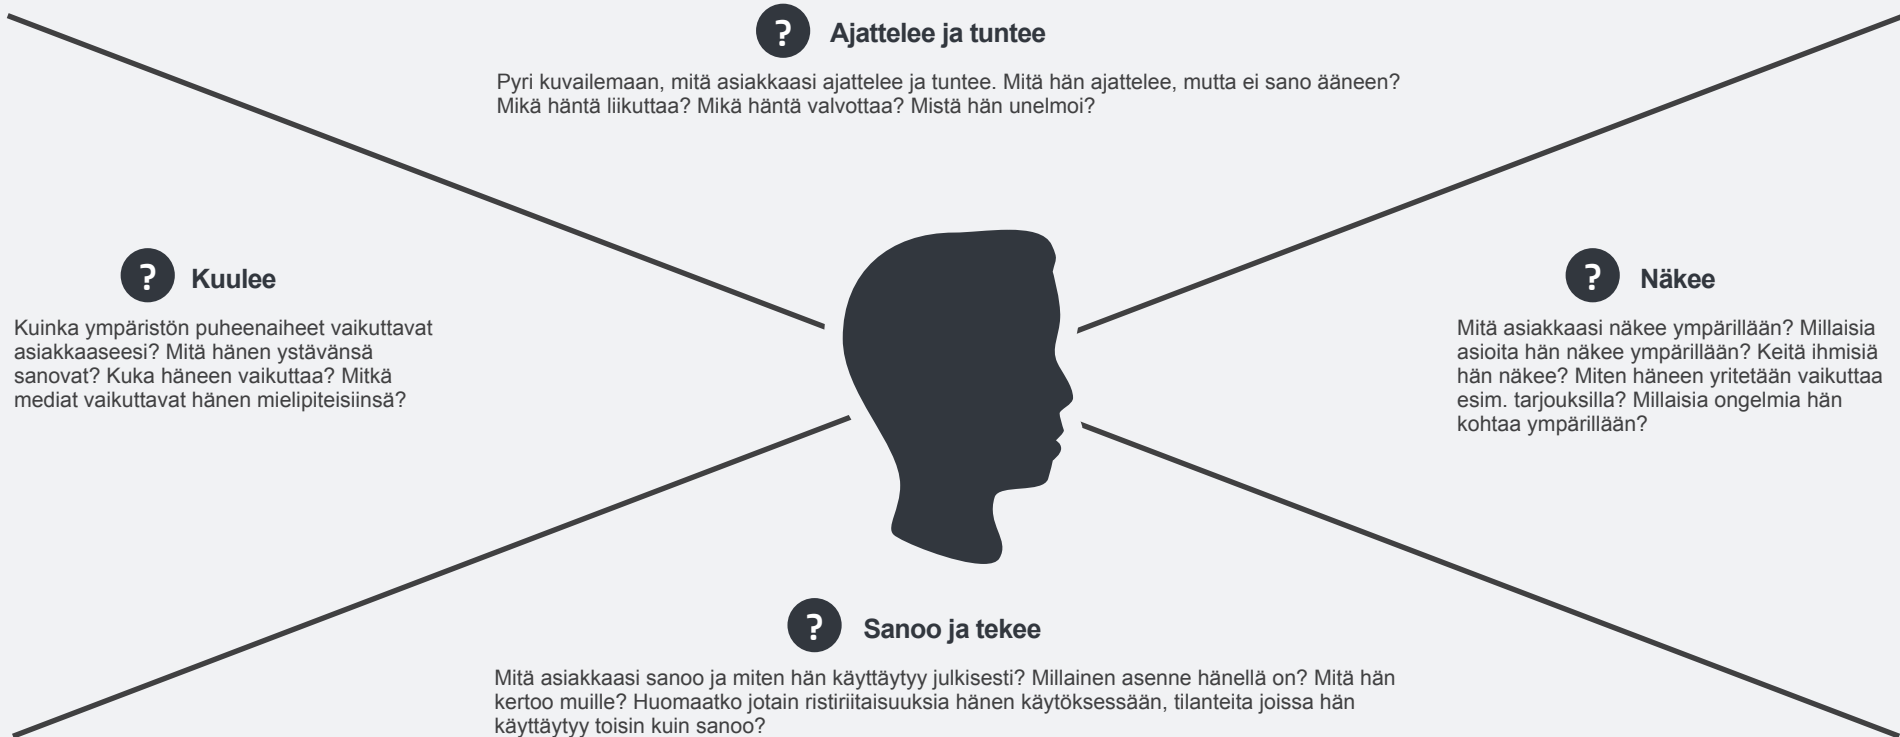 ? Ajattelee ja tuntee
Pyri kuvailemaan, mitä asiakkaasi ajattelee ja tuntee. Mitä hän ajattelee, mutta ei sano ääneen?
Mikä häntä liikuttaa? Mikä häntä valvottaa? Mistä hän unelmoi?
? Kuulee
Kuinka ympäristön puheenaiheet vaikuttavat
asiakkaaseesi? Mitä hänen ystävänsä
sanovat? Kuka häneen vaikuttaa? Mitkä
mediat vaikuttavat hänen mielipiteisiinsä?
? Näkee
Mitä asiakkaasi näkee ympärillään? Millaisia
asioita hän näkee ympärillään? Keitä ihmisiä
hän näkee? Miten häneen yritetään vaikuttaa
esim. tarjouksilla? Millaisia ongelmia hän
kohtaa ympärillään?
? Sanoo ja tekee
Mitä asiakkaasi sanoo ja miten hän käyttäytyy julkisesti? Millainen asenne hänellä on? Mitä hän
kertoo muille? Huomaatko jotain ristiriitaisuuksia hänen käytöksessään, tilanteita joissa hän
käyttäytyy toisin kuin sanoo?